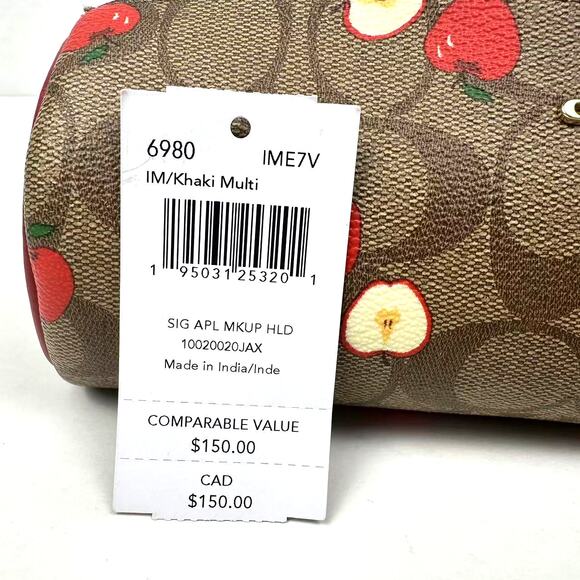 6980 IME7V
IM/Khaki Multi
1 95031 25320 1
SIG APL MKUP HLD
10020020JAX
Made in India/Inde
COMPARABLE VALUE
$150.00
CAD
$150.00